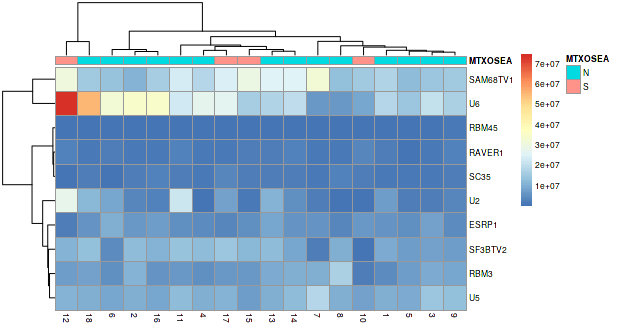 MTXOSEA
SAM68TV1
U6
RBM45
RAVER1
SC35
U2
ESRP1
SF3BTV2
RBM3
U5
12 18 6 2 16 11 4 17 15 13 14 7 8 10 1 5 3 9
7e+07
6e+07
5e+07
4e+07
3e+07
2e+07
1e+07
MTXOSEA
N
S